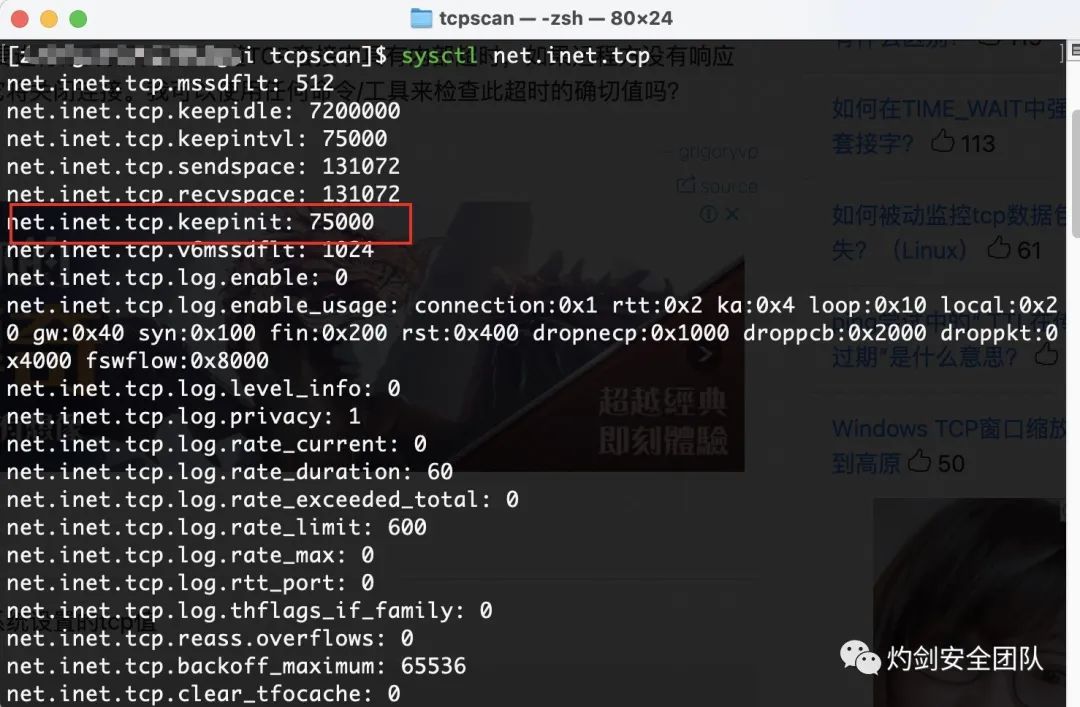 tcpscan — -zsh — 80×24
tcpscan]$ sysctl net.inet.tcp
net.inet.tcp.mssdflt: 512
net.inet.tcp.keepidle: 7200000
net.inet.tcp.keepintvl: 75000
net.inet.tcp.sendspace: 131072
net.inet.tcp.recvspace: 131072
net.inet.tcp.keepinit: 75000
net.inet.tcp.v6mssdflt: 1024
net.inet.tcp.log.enable: 0
net.inet.tcp.log.enable_usage: connection:0x1 rtt:0x2 ka:0x4 loop:0x10 local:0x2
0 gw:0x40 syn:0x100 fin:0x200 rst:0x400 dropnecp:0x1000 droppcb:0x2000 droppkt:0
x4000 fswflow:0x8000
net.inet.tcp.log.level_info: 0
net.inet.tcp.log.privacy: 1
net.inet.tcp.log.rate_current: 0
net.inet.tcp.log.rate_duration: 60
net.inet.tcp.log.rate_exceeded_total: 0
net.inet.tcp.log.rate_limit: 600
net.inet.tcp.log.rate_max: 0
net.inet.tcp.log.rtt_port: 0
net.inet.tcp.log.thflags_if_family: 0
net.inet.tcp.reass.overflows: 0
net.inet.tcp.backoff_maximum: 65536
net.inet.tcp.clear_tfocache: 0
如何在TIME_WAIT中强
套接字? 113
– grigoryvp
source
如何被动监控tcp数据包
失? （Linux） 61
过期"是什么意思?
超越經典
即刻體驗
Windows TCP窗口缩放
到高原 50
灼剑安全团队